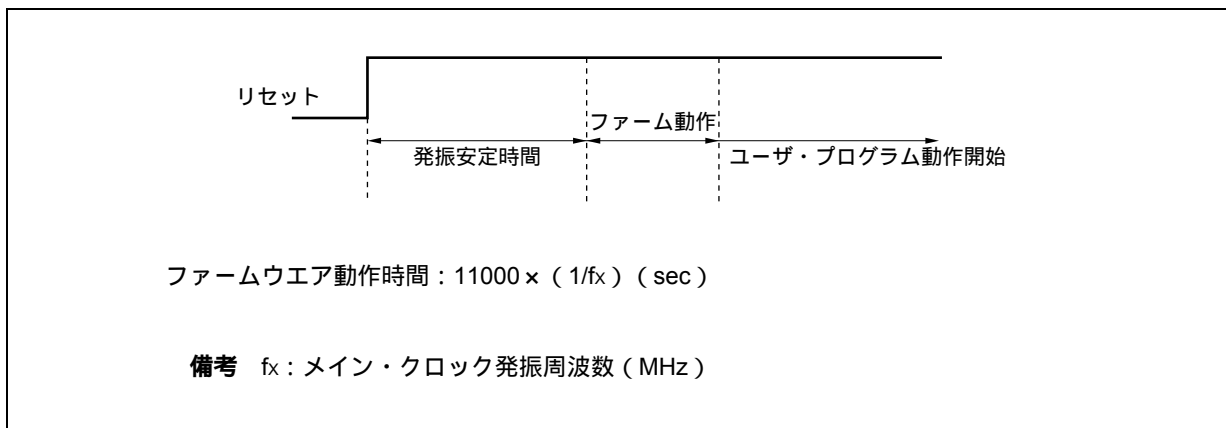 リセット
ファーム動作
発振安定時間
ユーザ・プログラム動作開始
ファームウエア動作時間：11000×（1/fx）（sec）
備考　fx：メイン・クロック発振周波数（MHz）